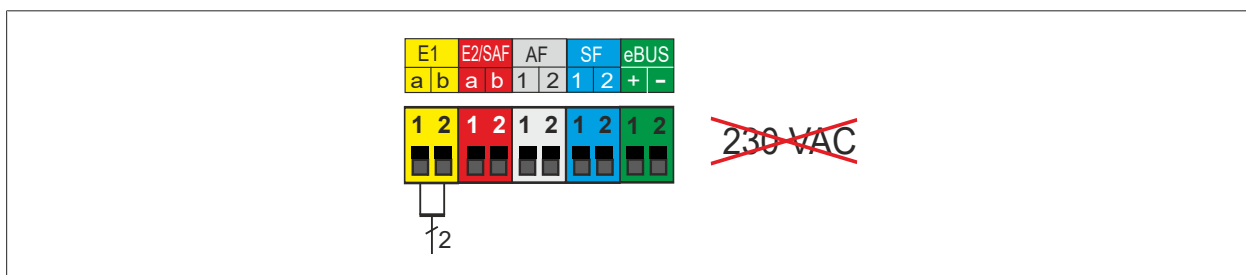 E1 E2/SAF AF SF eBUS
a b a b 1 2 1 2 + -
1 2 1 2 1 2 1 2 1 2
230 VAC
2